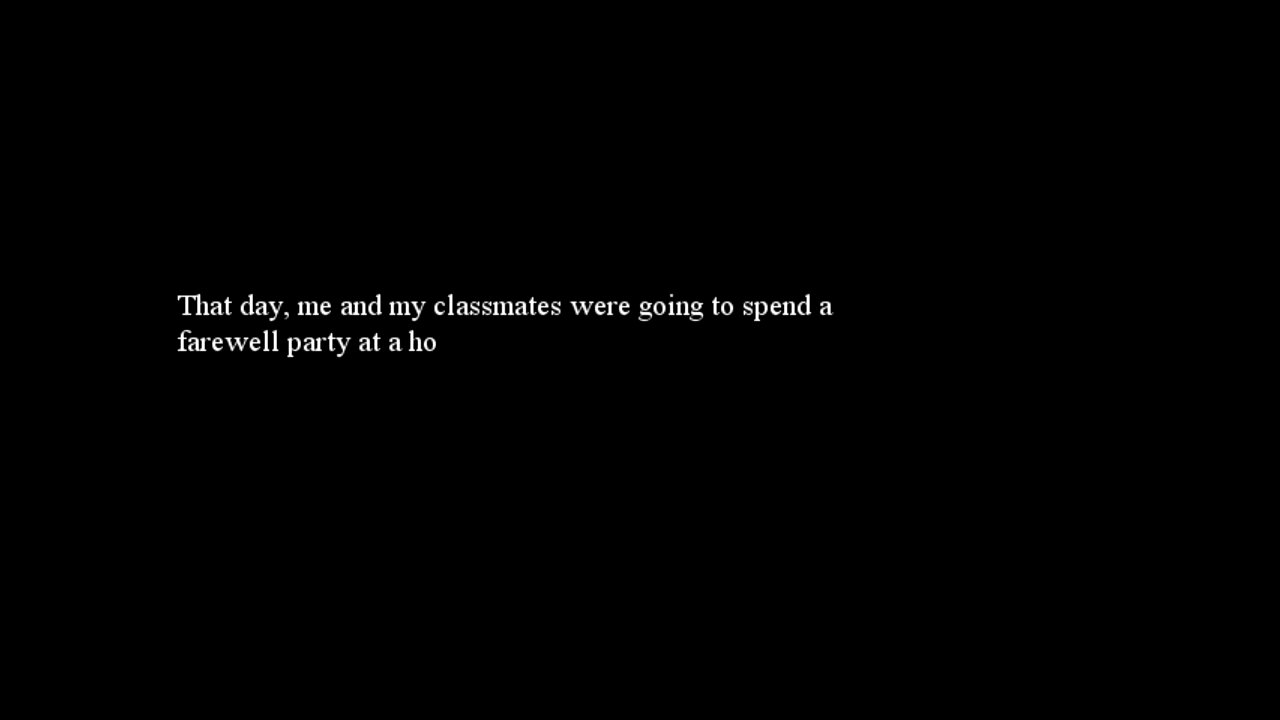 That day, me and my classmates were going to spend a
farewell party at a ho